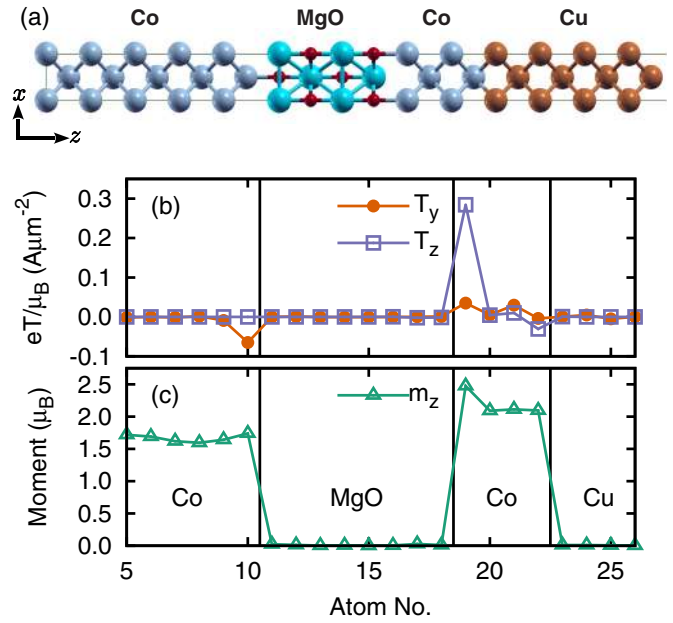 (a)
Co MgO Co Cu
x
z
(b)
T_y
T_z
eT/μ_B (Aμm⁻²)
0.3
0.2
0.1
0.0
-0.1
(c)
m_z
Moment (μ_B)
2.5
2.0
1.5
1.0
0.5
0.0
Co MgO Co Cu
5 10 15 20 25
Atom No.